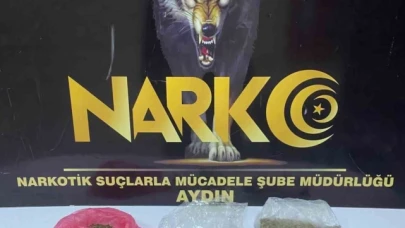 NARKO
NARKOTİK SUÇLARLA MÜCADELE ŞUBE MÜDÜRLÜĞÜ
AYDIN